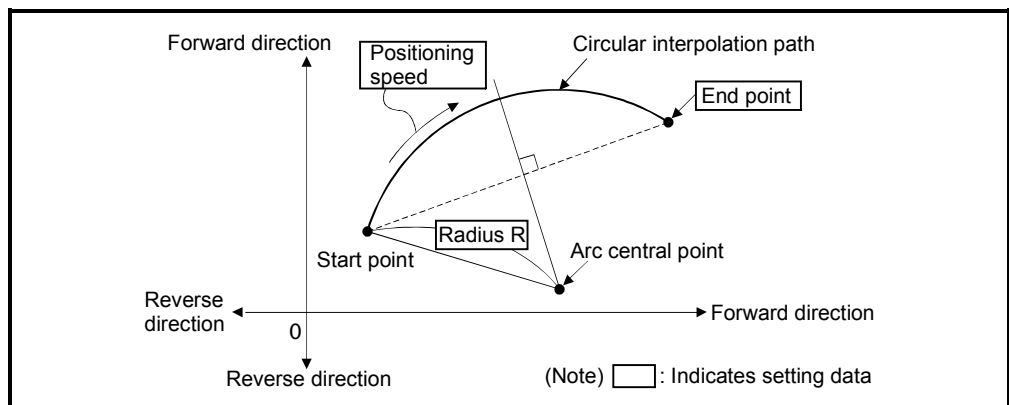 Forward direction
Positioning
speed
Circular interpolation path
End point
Radius R
Start point
Arc central point
Reverse
direction
Forward direction
0
Reverse direction
(Note) : Indicates setting data